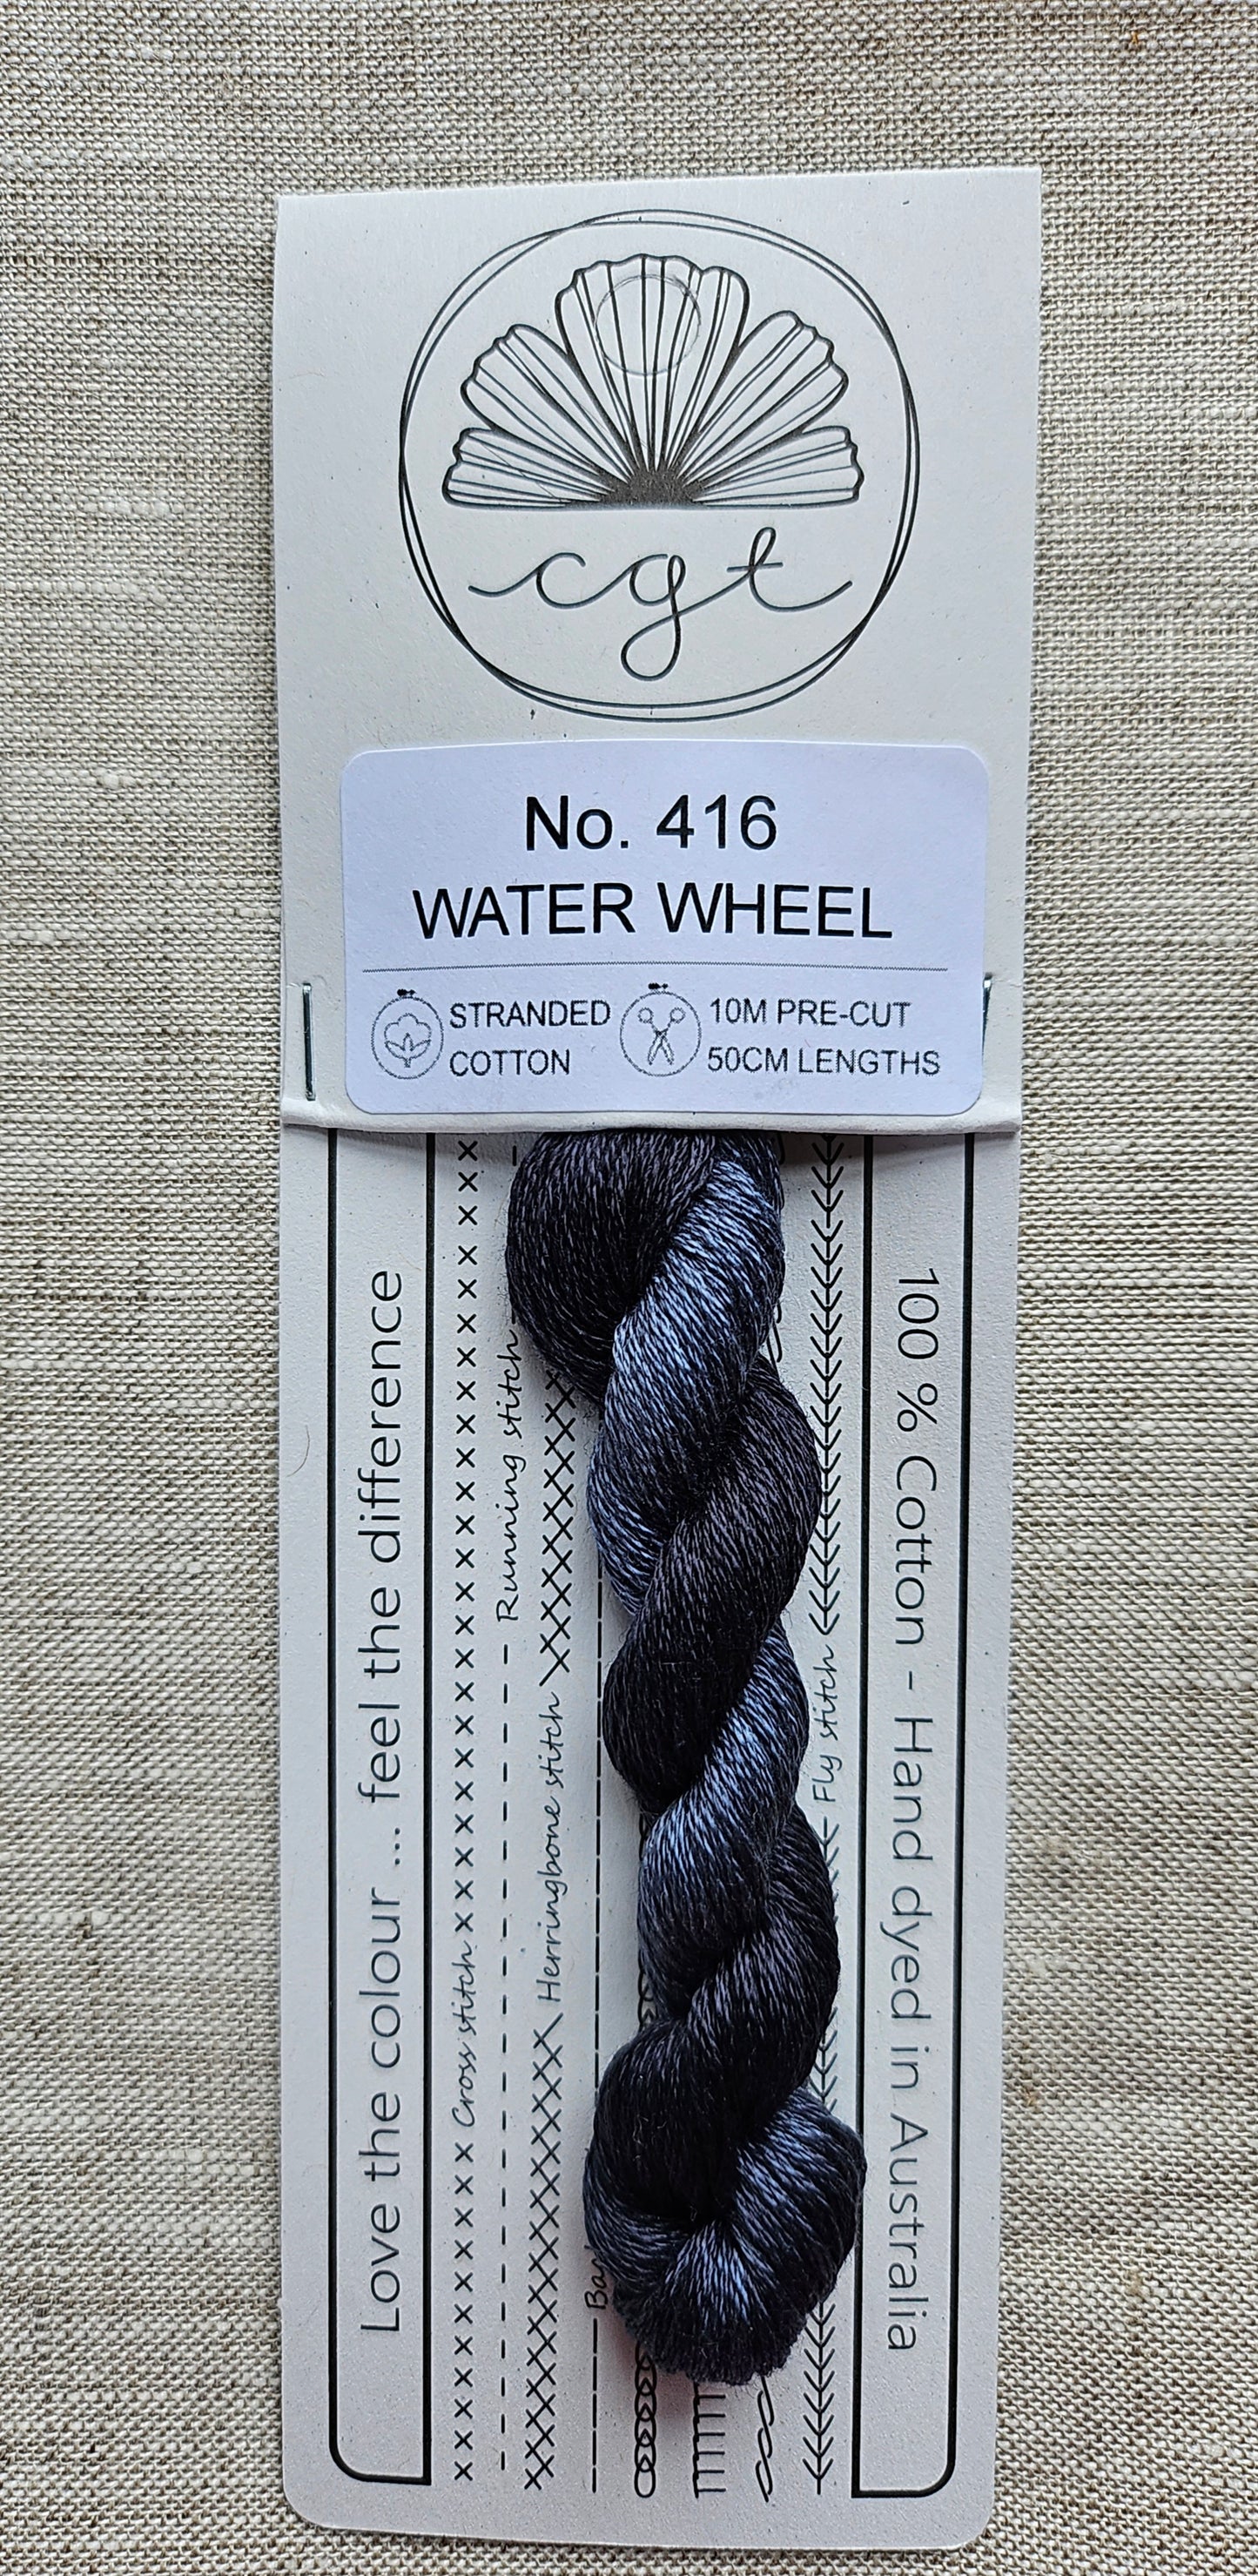 cgt
No. 416
WATER WHEEL
STRANDED
COTTON
10M PRE-CUT
50CM LENGTHS
Love the colour ... feel the difference
Cross stitch
Running stitch
Herringbone stitch
Fly stitch
100 % Cotton - Hand dyed in Australia